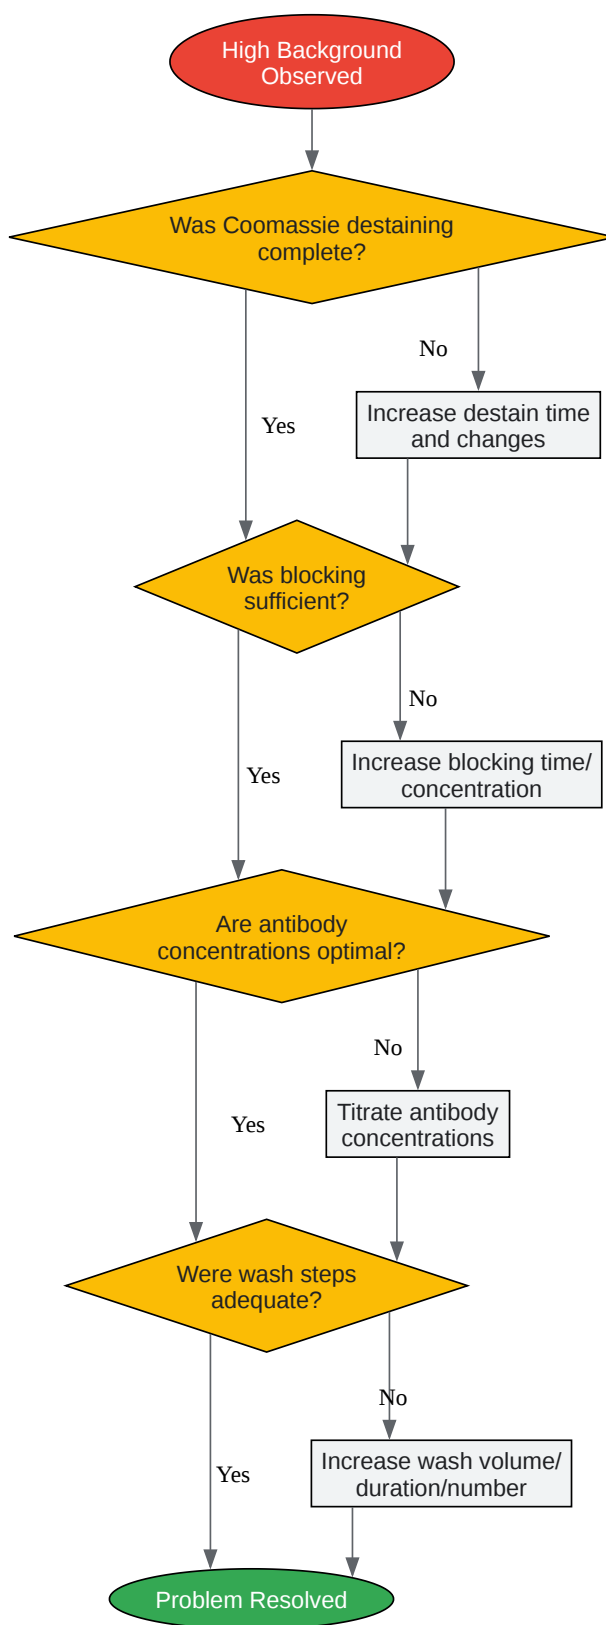 High Background
Observed
Was Coomassie destaining
complete?
No
Increase destain time
and changes
Yes
Was blocking
sufficient?
No
Increase blocking time/
concentration
Yes
Are antibody
concentrations optimal?
No
Titrate antibody
concentrations
Yes
Were wash steps
adequate?
No
Increase wash volume/
duration/number
Yes
Problem Resolved